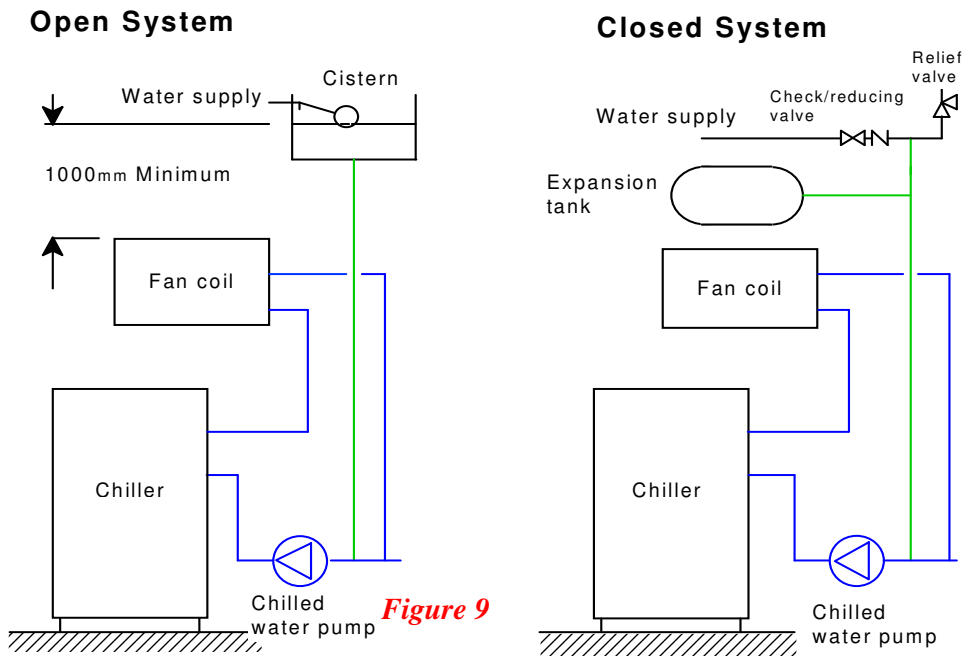 Open System
Cistern
Water supply
1000mm Minimum
Fan coil
Chiller
Chilled
water pump
Figure 9
Closed System
Relief
valve
Check/reducing
valve
Water supply
Expansion
tank
Fan coil
Chiller
Chilled
water pump